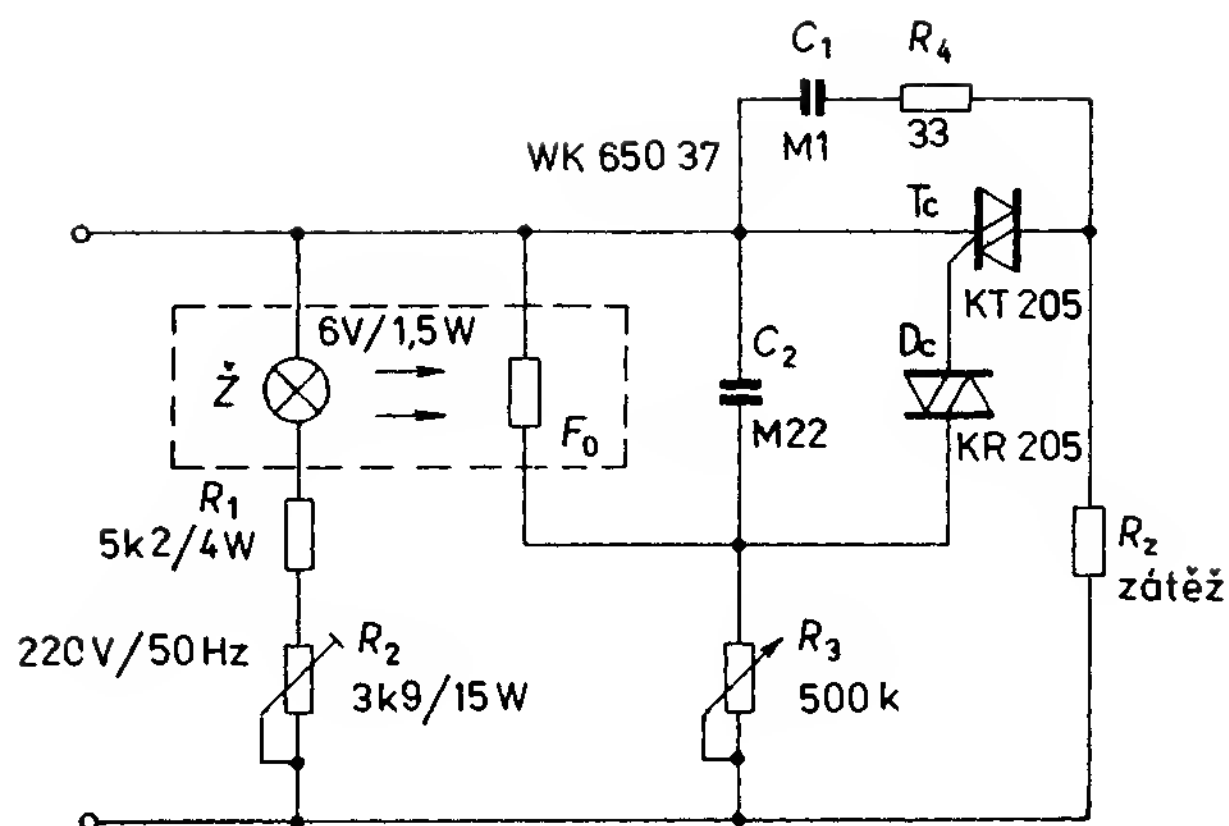 C1
R4
M1
33
WK 650 37
Tc
KT 205
6V/1,5W
C2
Dc
Ž
F0
M22
KR 205
R1
5k2/4W
Rz
zátěž
220V/50Hz
R2
3k9/15W
R3
500k